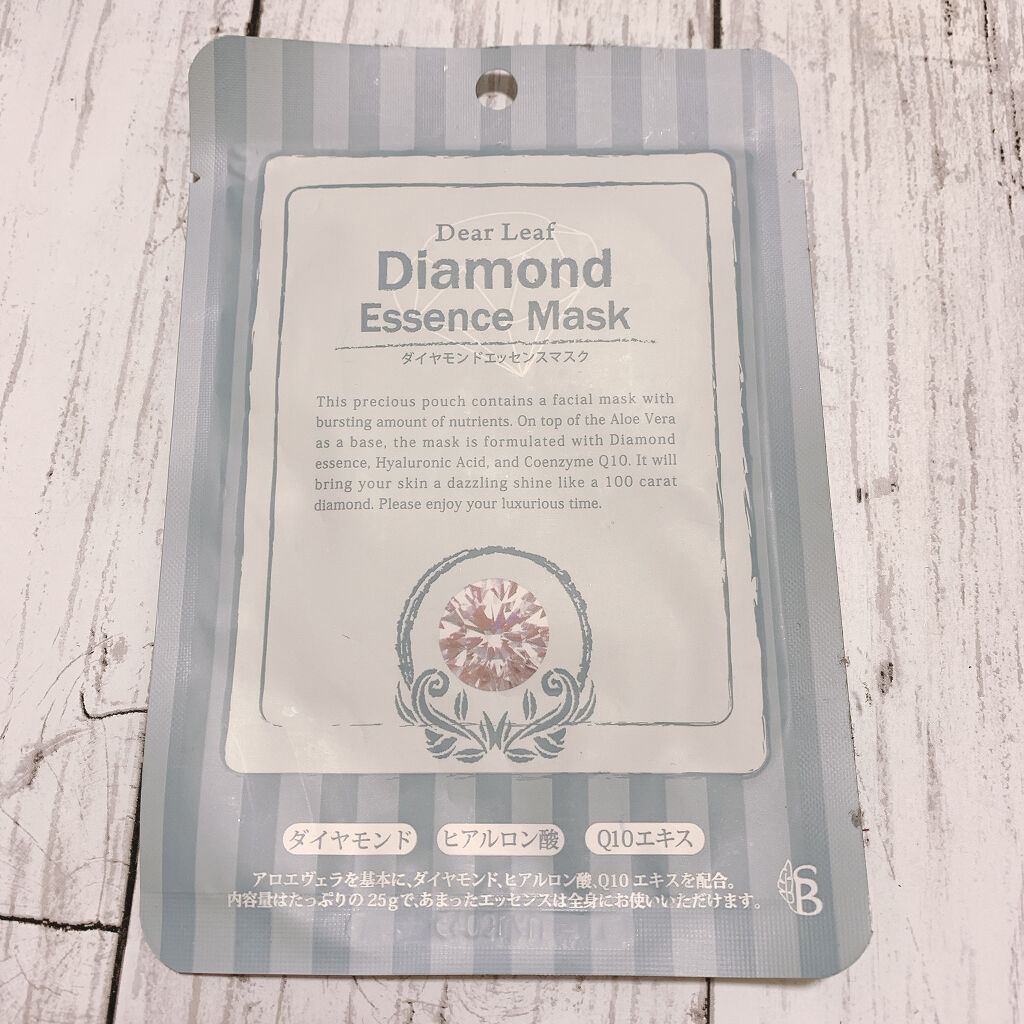 Dear Leaf
Diamond
Essence Mask
ダイヤモンドエッセンスマスク
This precious pouch contains a facial mask with
bursting amount of nutrients. On top of the Aloe Vera
as a base, the mask is formulated with Diamond
essence, Hyaluronic Acid, and Coenzyme Q10. It will
bring your skin a dazzling shine like a 100 carat
diamond. Please enjoy your luxurious time.
ダイヤモンド ヒアルロン酸 Q10エキス
アロエヴェラを基本に、ダイヤモンド、ヒアルロン酸、Q10 エキスを配合。
内容量はたっぷりの 25gで、あまったエッセンスは全身にお使いいただけます。
SB